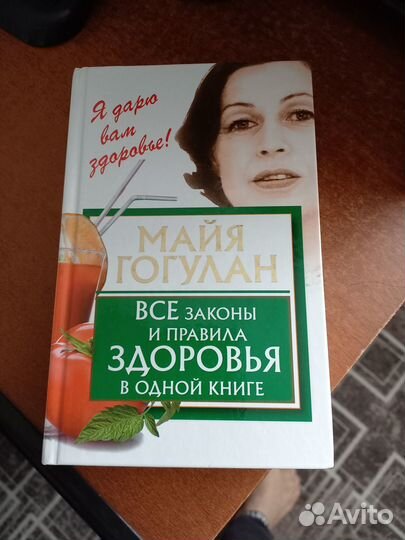 Я дарю
вам
здоровье!
МАЙЯ
ГОГУЛАН
ВСЕ ЗАКОНЫ
И ПРАВИЛА
ЗДОРОВЬЯ
В ОДНОЙ КНИГЕ
Avito